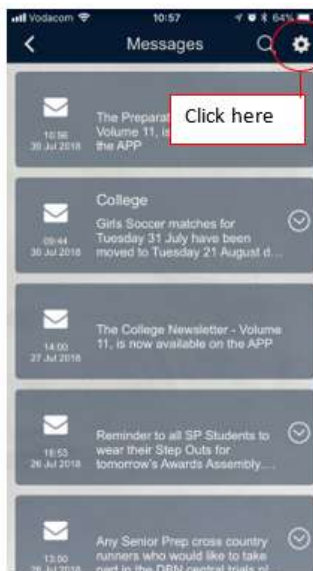 Vodacom 10:57 64%
Messages
Click here
The Preparat
Volume 11, is
the APP
10:56
30 Jul 2018
College
Girls Soccer matches for
Tuesday 31 July have been
moved to Tuesday 21 August d...
09:44
30 Jul 2018
The College Newsletter - Volume
11, is now available on the APP
14:00
27 Jul 2018
Reminder to all SP Students to
wear their Step Outs for
tomorrow's Awards Assembly....
16:53
26 Jul 2018
Any Senior Prep cross country
runners who would like to take
part in the DBN central trials pl
13:00
26 Jul 2018